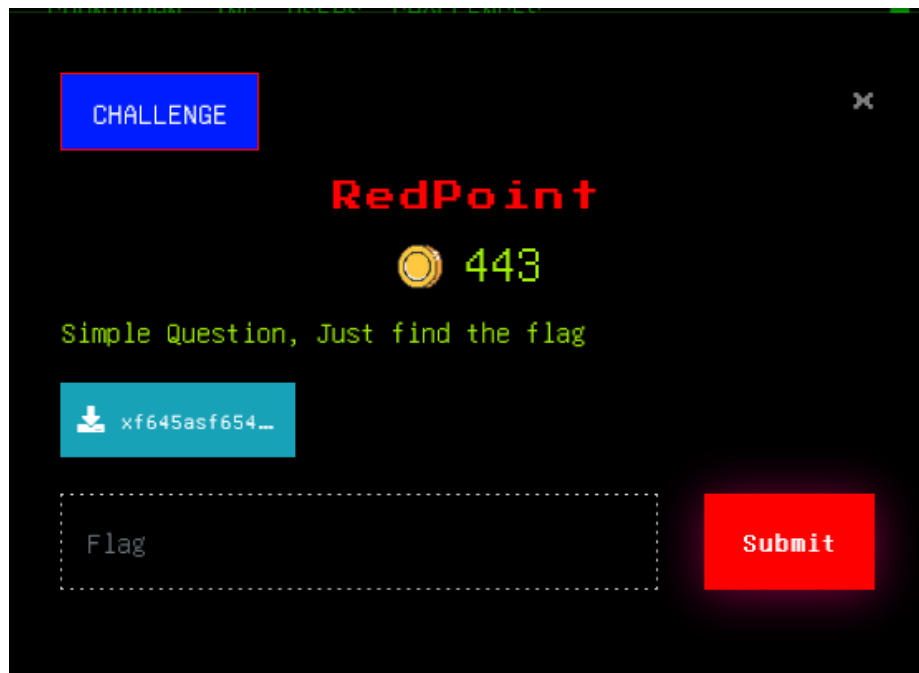 CHALLENGE
×
RedPoint
443
Simple Question, Just find the flag
xf645asf654…
Flag
Submit